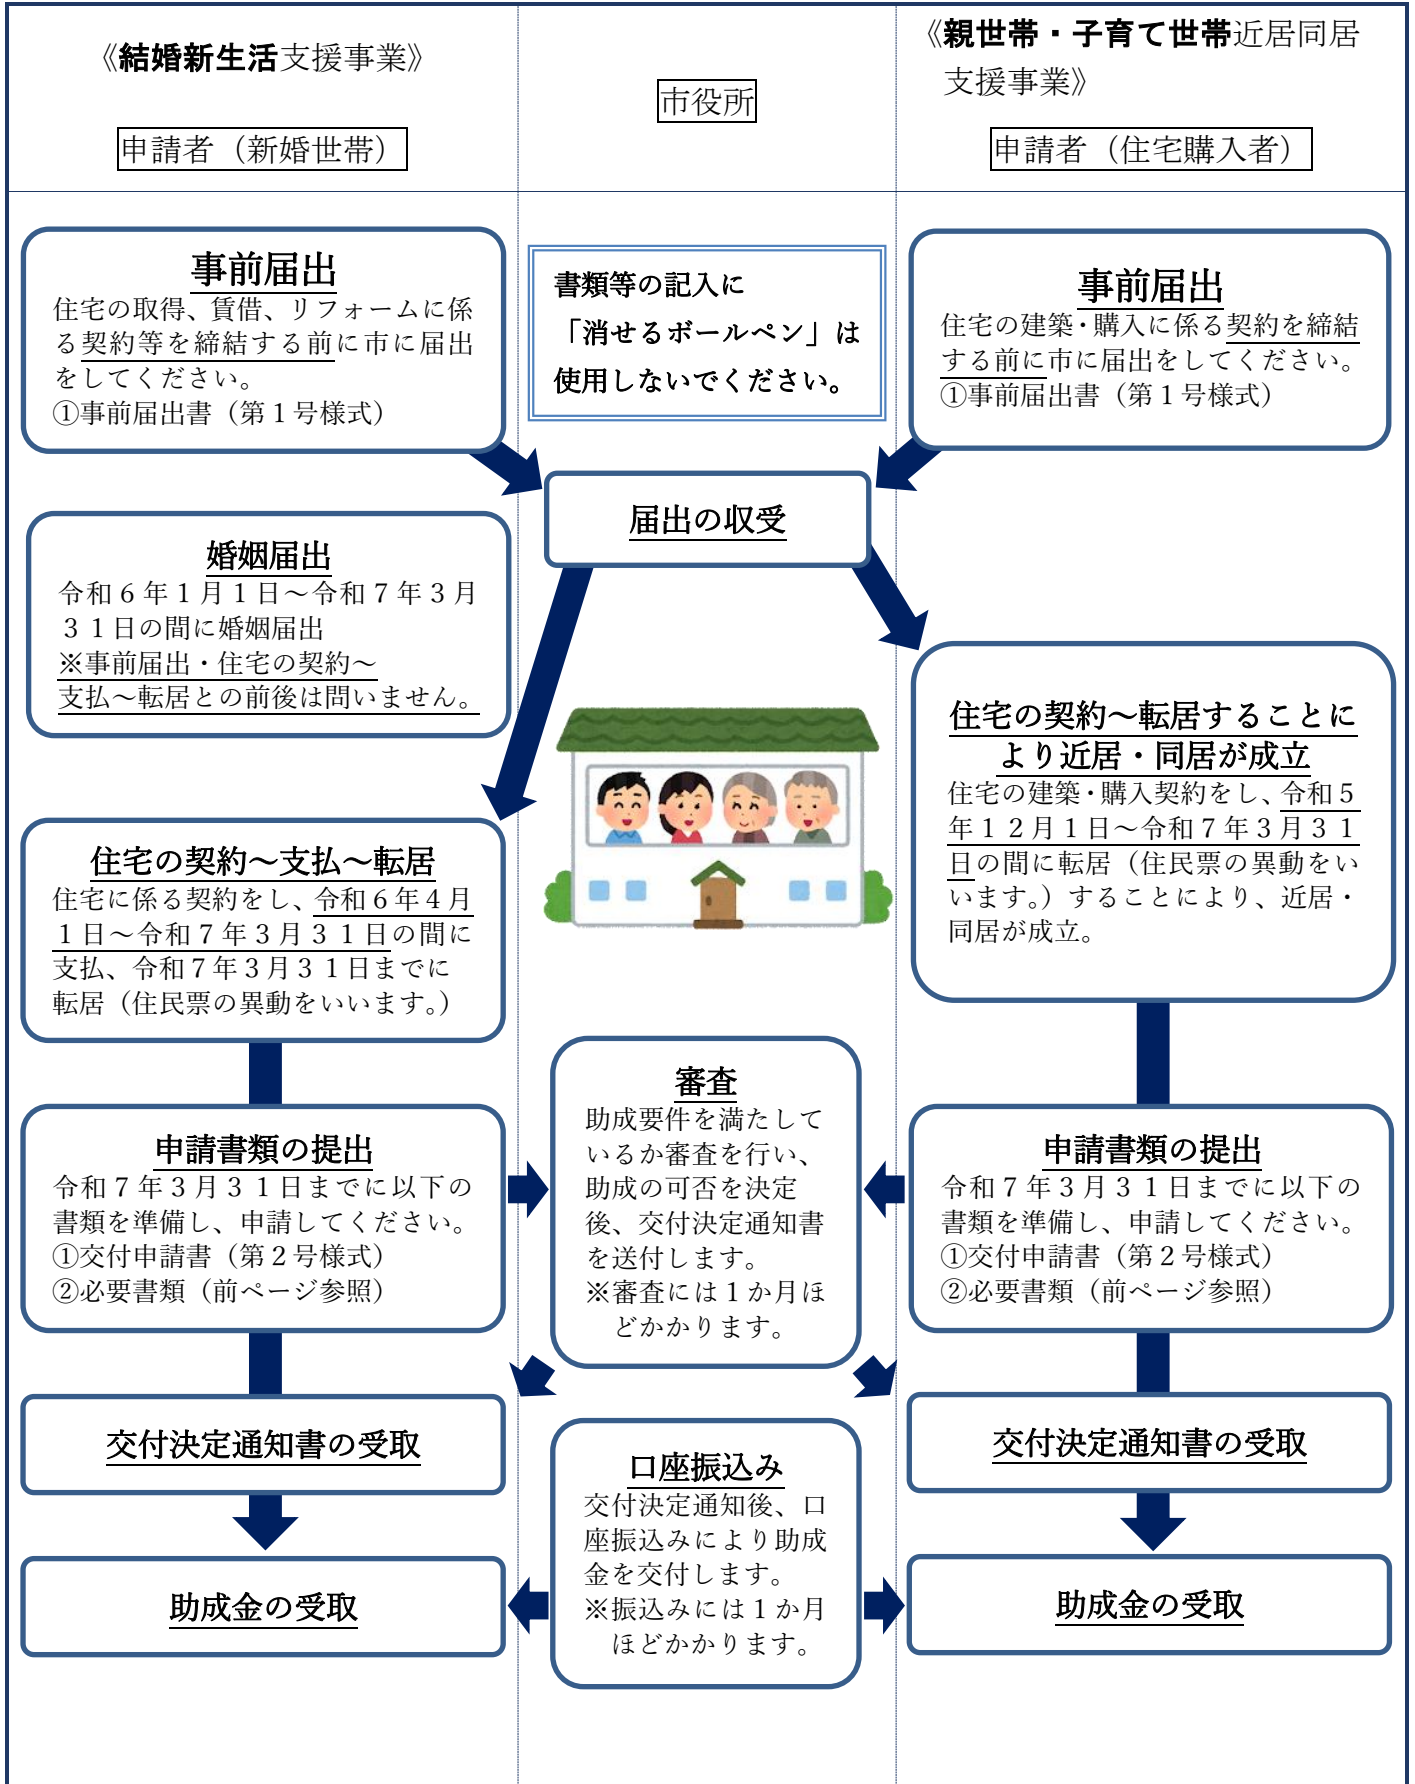 《結婚新生活支援事業》
申請者（新婚世帯）
市役所
《親世帯・子育て世帯近居同居
支援事業》
申請者（住宅購入者）
事前届出
住宅の取得、賃借、リフォームに係
る契約等を締結する前に市に届出
をしてください。
①事前届出書（第１号様式）
書類等の記入に
「消せるボールペン」は
使用しないでください。
事前届出
住宅の建築・購入に係る契約を締結
する前に市に届出をしてください。
①事前届出書（第１号様式）
届出の収受
婚姻届出
令和６年１月１日～令和７年３月
３１日の間に婚姻届出
※事前届出・住宅の契約～
支払～転居との前後は問いません。
住宅の契約～転居することに
より近居・同居が成立
住宅の建築・購入契約をし、令和５
年１２月１日～令和７年３月３１
日の間に転居（住民票の異動をい
います。）することにより、近居・
同居が成立。
住宅の契約～支払～転居
住宅に係る契約をし、令和６年４月
１日～令和７年３月３１日の間に
支払、令和７年３月３１日までに
転居（住民票の異動をいいます。）
審査
助成要件を満たして
いるか審査を行い、
助成の可否を決定
後、交付決定通知書
を送付します。
※審査には１か月ほ
どかかります。
申請書類の提出
令和７年３月３１日までに以下の
書類を準備し、申請してください。
①交付申請書（第２号様式）
②必要書類（前ページ参照）
申請書類の提出
令和７年３月３１日までに以下の
書類を準備し、申請してください。
①交付申請書（第２号様式）
②必要書類（前ページ参照）
交付決定通知書の受取
口座振込み
交付決定通知後、口
座振込みにより助成
金を交付します。
※振込みには１か月
ほどかかります。
交付決定通知書の受取
助成金の受取
助成金の受取